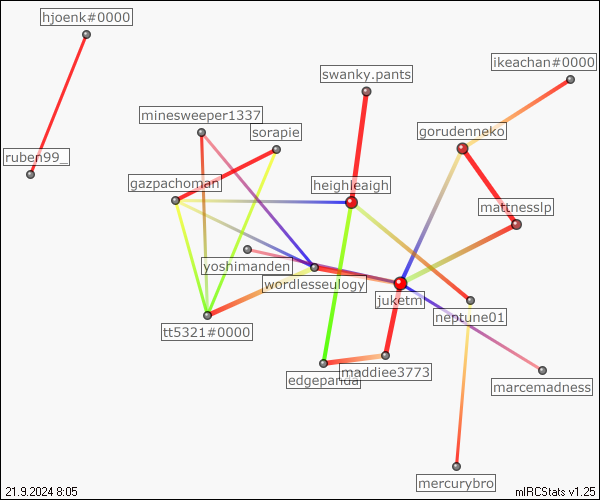 hjoenk#0000
ikeachan#0000
swanky.pants
minesweeper1337
sorapie
gorudenneko
ruben99_
gazpachoman
heighleaigh
mattnesslp
yoshimanden
wordlesseulogy
juketm
neptune01
tt5321#0000
edgepanda
maddiee3773
marcemadness
mercurybro
21.9.2024 8:05
mIRCStats v1.25